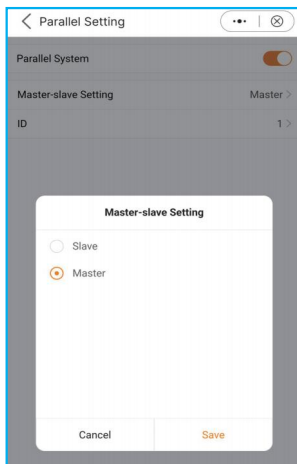 Parallel Setting
Parallel System
Master-slave Setting Master >
ID 1 >
Master-slave Setting
Slave
Master
Cancel Save